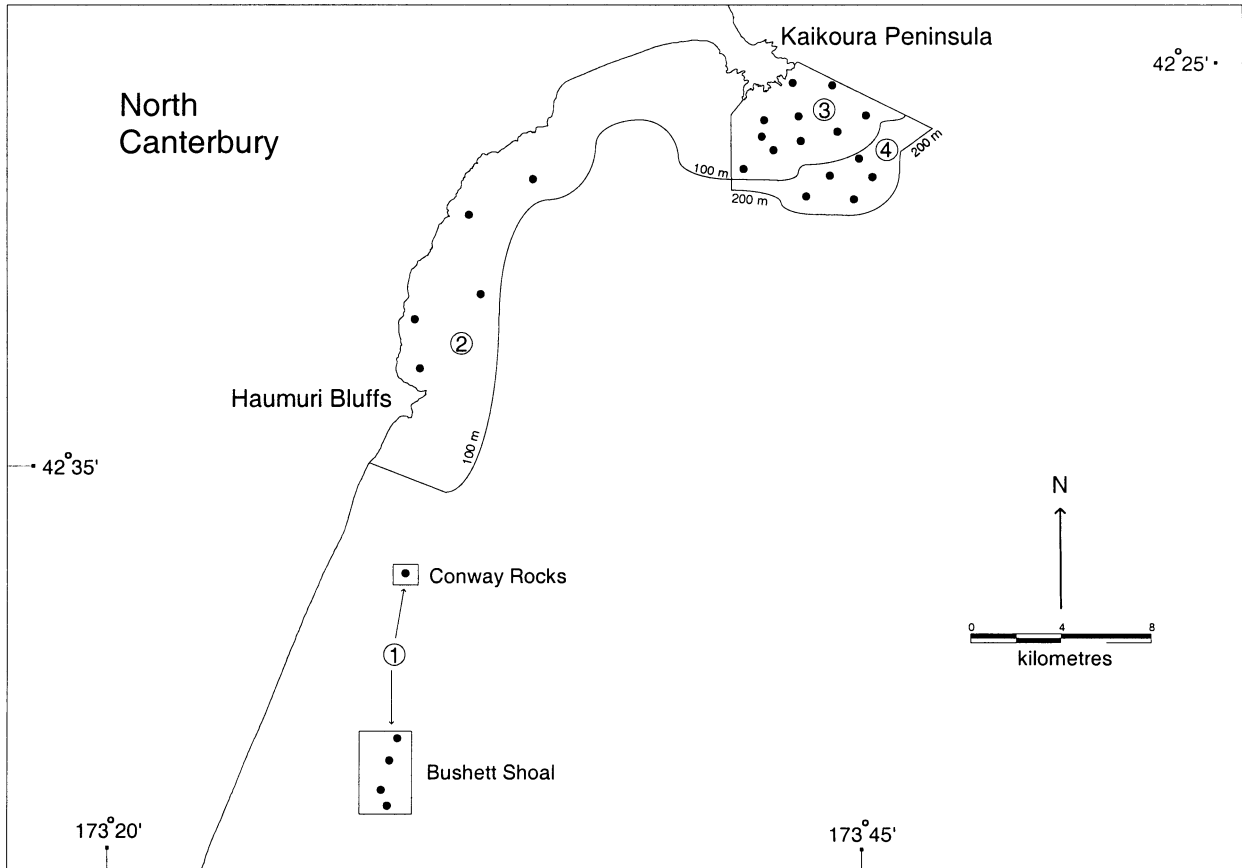 Kaikoura Peninsula
42°25'
North
Canterbury
3
4
200 m
100 m
200 m
2
Haumuri Bluffs
100 m
42°35'
N
Conway Rocks
0 4 8
kilometres
1
Bushett Shoal
173°20'
173°45'